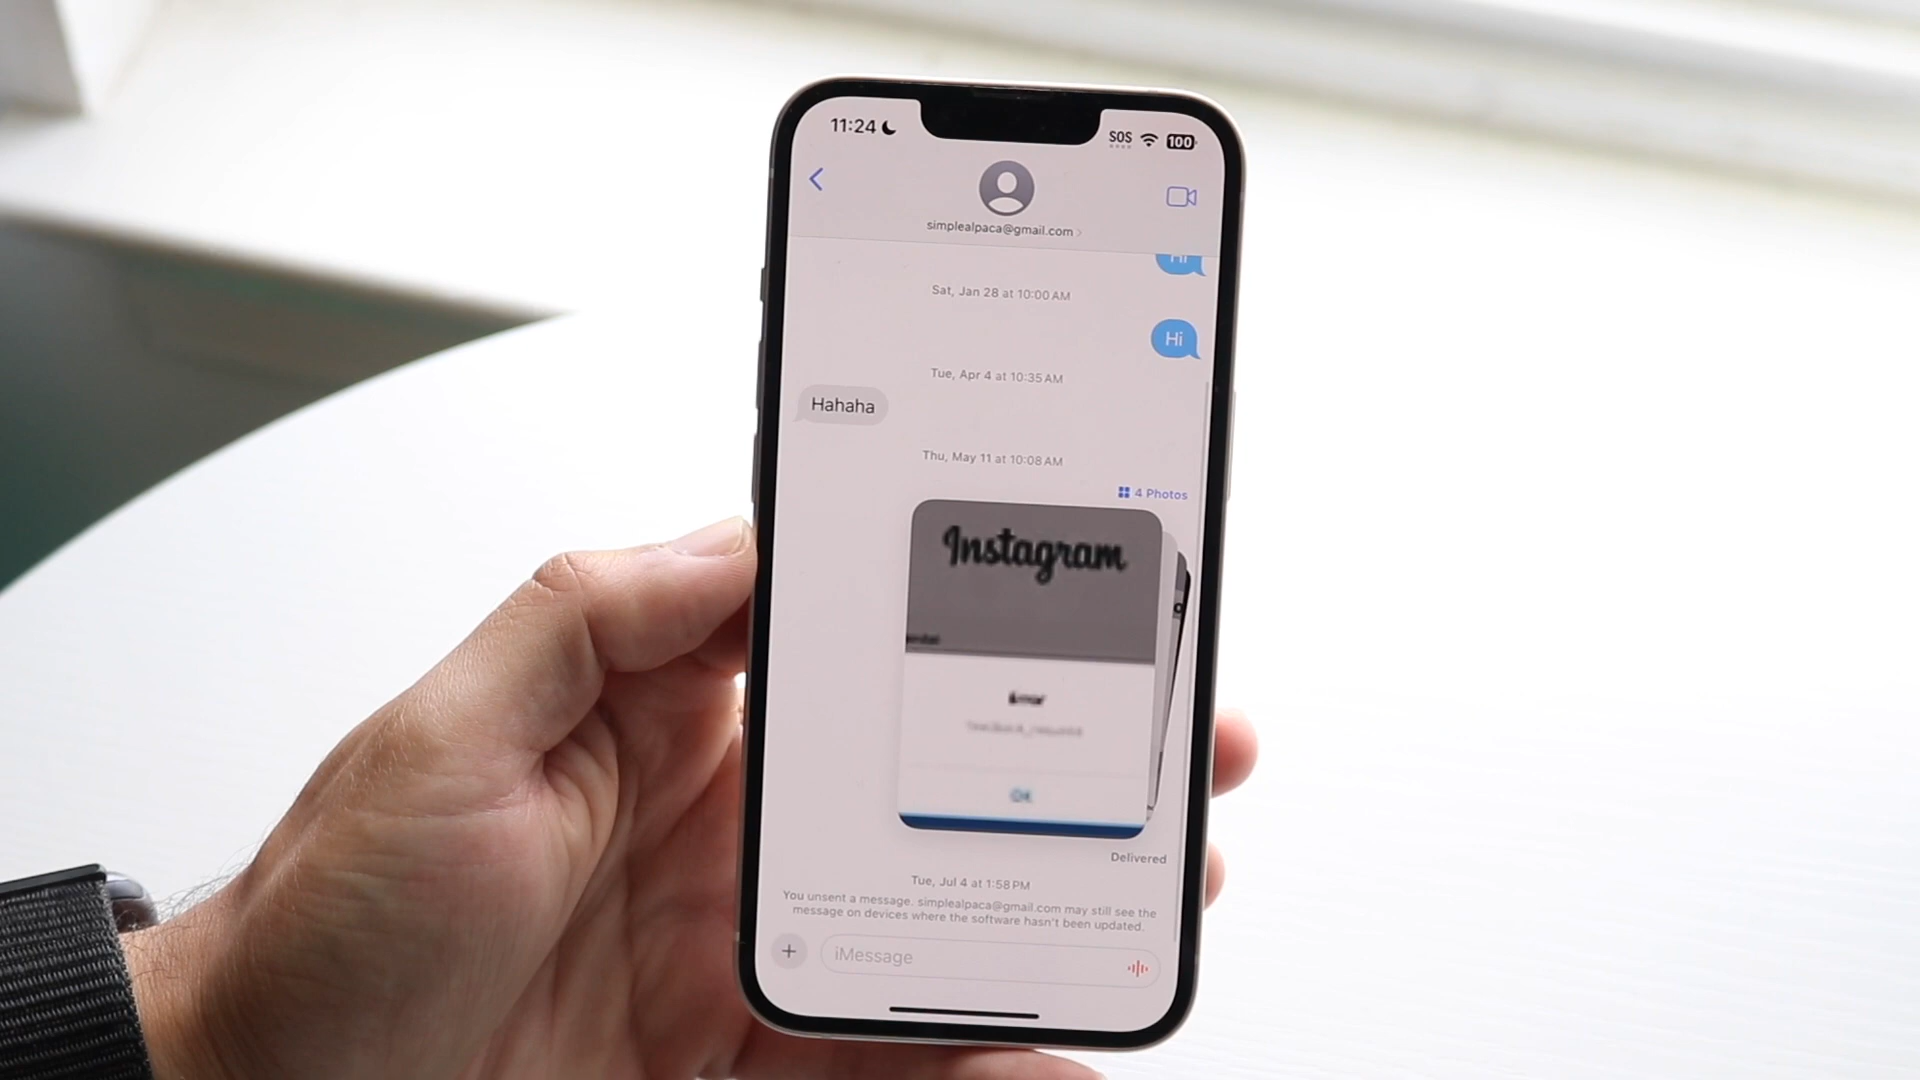 11:24
SOS
100
simplealpaca@gmail.com
Hi
Sat, Jan 28 at 10:00 AM
Hi
Tue, Apr 4 at 10:35 AM
Hahaha
Thu, May 11 at 10:08 AM
4 Photos
Instagram
Error
OK
Delivered
Tue, Jul 4 at 1:58 PM
You unsent a message. simplealpaca@gmail.com may still see the
message on devices where the software hasn't been updated.
iMessage